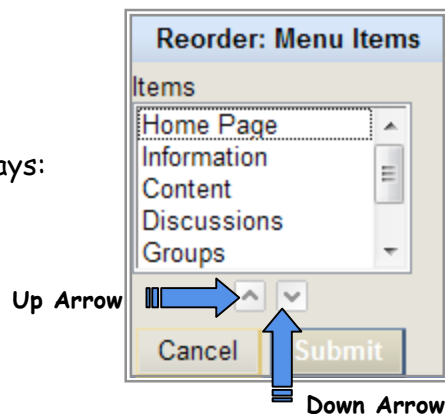 Reorder: Menu Items
Items
Home Page
Information
ays:
Content
Discussions
Groups
Up Arrow
Cancel
Submit
Down Arrow